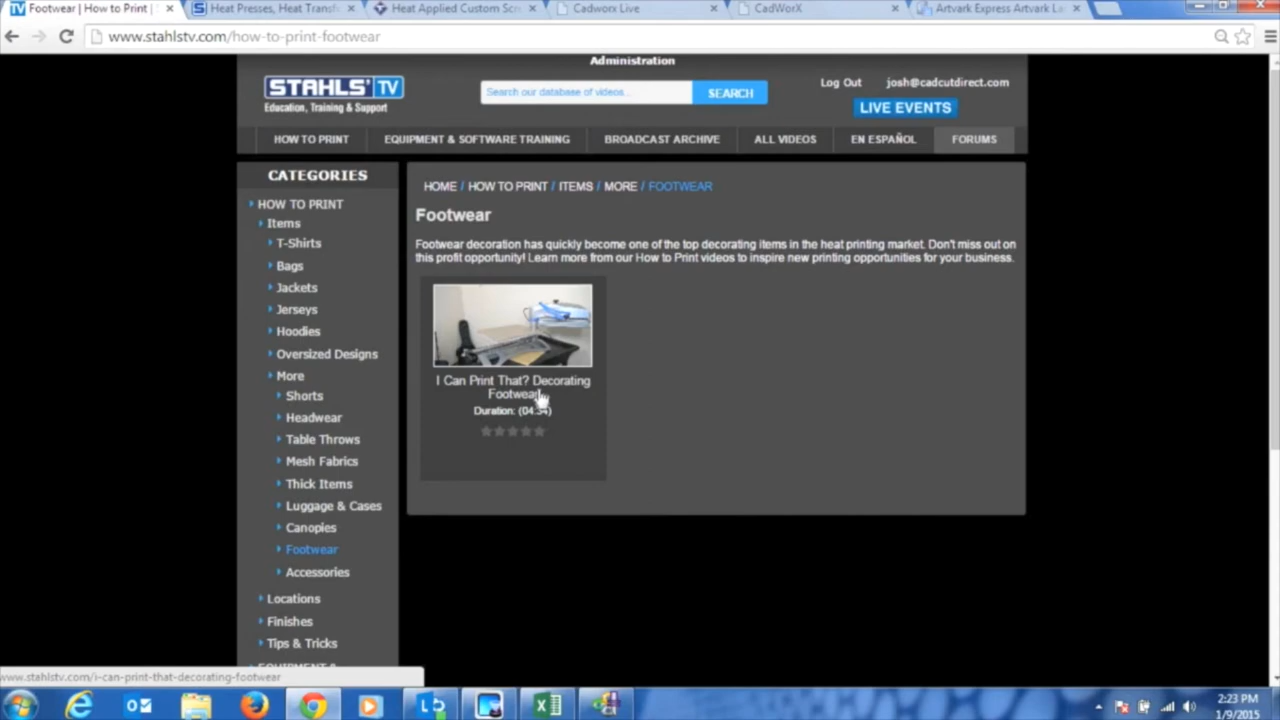 Footwear | How to Print |
Heat Presses, Heat Transf
Heat Applied Custom Scr
Cadworx Live
CadWorX
Artvark Express Artvark La
www.stahlstv.com/how-to-print-footwear
Administration
STAHLS' TV
Education, Training & Support
Search our database of videos...
SEARCH
Log Out
josh@cadcutdirect.com
LIVE EVENTS
HOW TO PRINT
EQUIPMENT & SOFTWARE TRAINING
BROADCAST ARCHIVE
ALL VIDEOS
EN ESPAÑOL
FORUMS
CATEGORIES
HOW TO PRINT
Items
T-Shirts
Bags
Jackets
Jerseys
Hoodies
Oversized Designs
More
Shorts
Headwear
Table Throws
Mesh Fabrics
Thick Items
Luggage & Cases
Canopies
Footwear
Accessories
Locations
Finishes
Tips & Tricks
EQUIPMENT &
HOME / HOW TO PRINT / ITEMS / MORE / FOOTWEAR
Footwear
Footwear decoration has quickly become one of the top decorating items in the heat printing market. Don't miss out on
this profit opportunity! Learn more from our How to Print videos to inspire new printing opportunities for your business.
I Can Print That? Decorating
Footwear
Duration: (04:34)
www.stahlstv.com/i-can-print-that-decorating-footwear
2:23 PM
1/9/2015